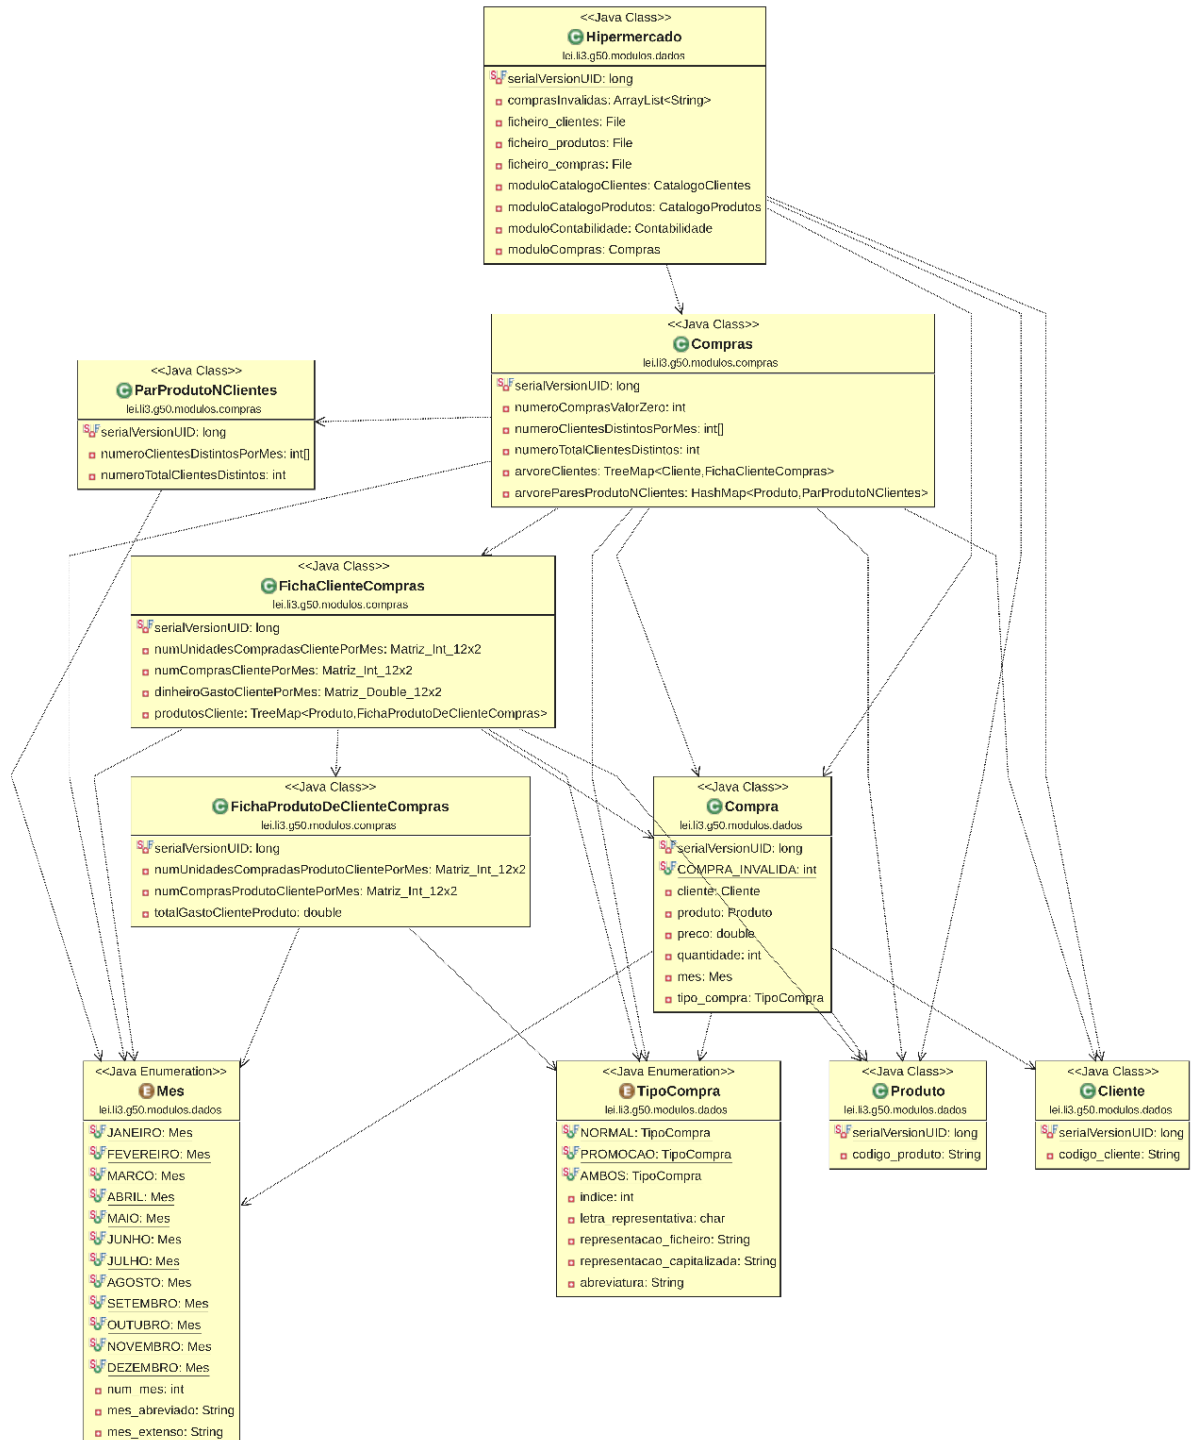 <<Java Class>>
Hipermercado
lei.li3.g50.modulos.dados
serialVersionUID: long
comprasInvalidas: ArrayList<String>
ficheiro_clientes: File
ficheiro_produtos: File
ficheiro_compras: File
moduloCatalogoClientes: CatalogoClientes
moduloCatalogoProdutos: CatalogoProdutos
moduloContabilidade: Contabilidade
moduloCompras: Compras
<<Java Class>>
Compras
lei.li3.g50.modulos.compras
serialVersionUID: long
numeroComprasValorZero: int
numeroClientesDistintosPorMes: int[]
numeroTotalClientesDistintos: int
arvoreClientes: TreeMap<Cliente,FichaClienteCompras>
arvoreParesProdutoNClientes: HashMap<Produto,ParProdutoNClientes>
<<Java Class>>
ParProdutoNClientes
lei.li3.g50.modulos.compras
serialVersionUID: long
numeroClientesDistintosPorMes: int[]
numeroTotalClientesDistintos: int
<<Java Class>>
FichaClienteCompras
lei.li3.g50.modulos.compras
serialVersionUID: long
numUnidadesCompradasClientePorMes: Matriz_Int_12x2
numComprasClientePorMes: Matriz_Int_12x2
dinheiroGastoClientePorMes: Matriz_Double_12x2
produtosCliente: TreeMap<Produto,FichaProdutoDeClienteCompras>
<<Java Class>>
FichaProdutoDeClienteCompras
lei.li3.g50.modulos.compras
serialVersionUID: long
numUnidadesCompradasProdutoClientePorMes: Matriz_Int_12x2
numComprasProdutoClientePorMes: Matriz_Int_12x2
totalGastoClienteProduto: double
<<Java Class>>
Compra
lei.li3.g50.modulos.dados
serialVersionUID: long
COMPRA_INVALIDA: int
cliente: Cliente
produto: Produto
preco: double
quantidade: int
mes: Mes
tipo_compra: TipoCompra
<<Java Enumeration>>
Mes
lei.li3.g50.modulos.dados
JANEIRO: Mes
FEVEREIRO: Mes
MARCO: Mes
ABRIL: Mes
MAIO: Mes
JUNHO: Mes
JULHO: Mes
AGOSTO: Mes
SETEMBRO: Mes
OUTUBRO: Mes
NOVEMBRO: Mes
DEZEMBRO: Mes
num_mes: int
mes_abreviado: String
mes_extenso: String
<<Java Enumeration>>
TipoCompra
lei.li3.g50.modulos.dados
NORMAL: TipoCompra
PROMOCAO: TipoCompra
AMBOS: TipoCompra
indice: int
letra_representativa: char
representacao_ficheiro: String
representacao_capitalizada: String
abreviatura: String
<<Java Class>>
Produto
lei.li3.g50.modulos.dados
serialVersionUID: long
codigo_produto: String
<<Java Class>>
Cliente
lei.li3.g50.modulos.dados
serialVersionUID: long
codigo_cliente: String